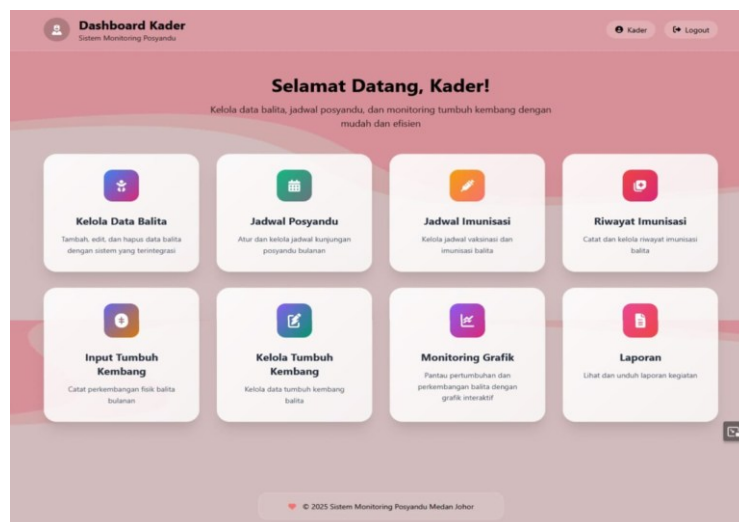 Dashboard Kader
Sistem Monitoring Posyandu
Kader
Logout
Selamat Datang, Kader!
Kelola data balita, jadwal posyandu, dan monitoring tumbuh kembang dengan
mudah dan efisien
Kelola Data Balita
Tambah, edit, dan hapus data balita
dengan sistem yang terintegrasi
Jadwal Posyandu
Atur dan kelola jadwal kunjungan
posyandu bulanan
Jadwal Imunisasi
Kelola jadwal vaksinasi dan
imunisasi balita
Riwayat Imunisasi
Catat dan kelola riwayat imunisasi
balita
Input Tumbuh
Kembang
Catat perkembangan fisik balita
bulanan
Kelola Tumbuh
Kembang
Kelola data tumbuh kembang
balita
Monitoring Grafik
Pantau pertumbuhan dan
perkembangan balita dengan
grafik interaktif
Laporan
Lihat dan unduh laporan kegiatan
© 2025 Sistem Monitoring Posyandu Medan Johor